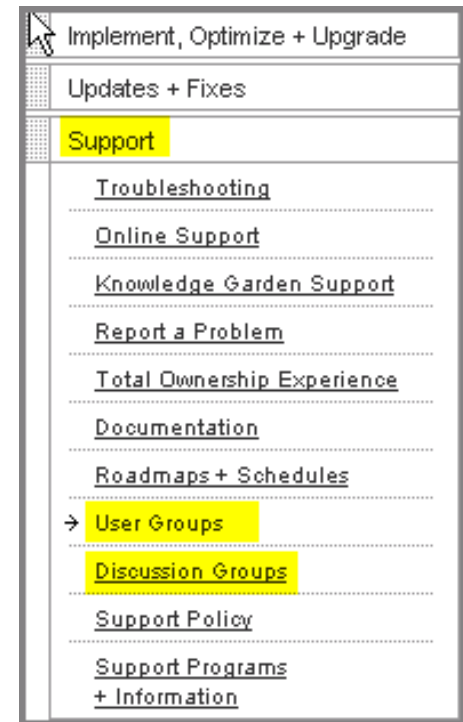 Implement, Optimize + Upgrade
Updates + Fixes
Support
Troubleshooting
Online Support
Knowledge Garden Support
Report a Problem
Total Ownership Experience
Documentation
Roadmaps + Schedules
→ User Groups
Discussion Groups
Support Policy
Support Programs
+ Information